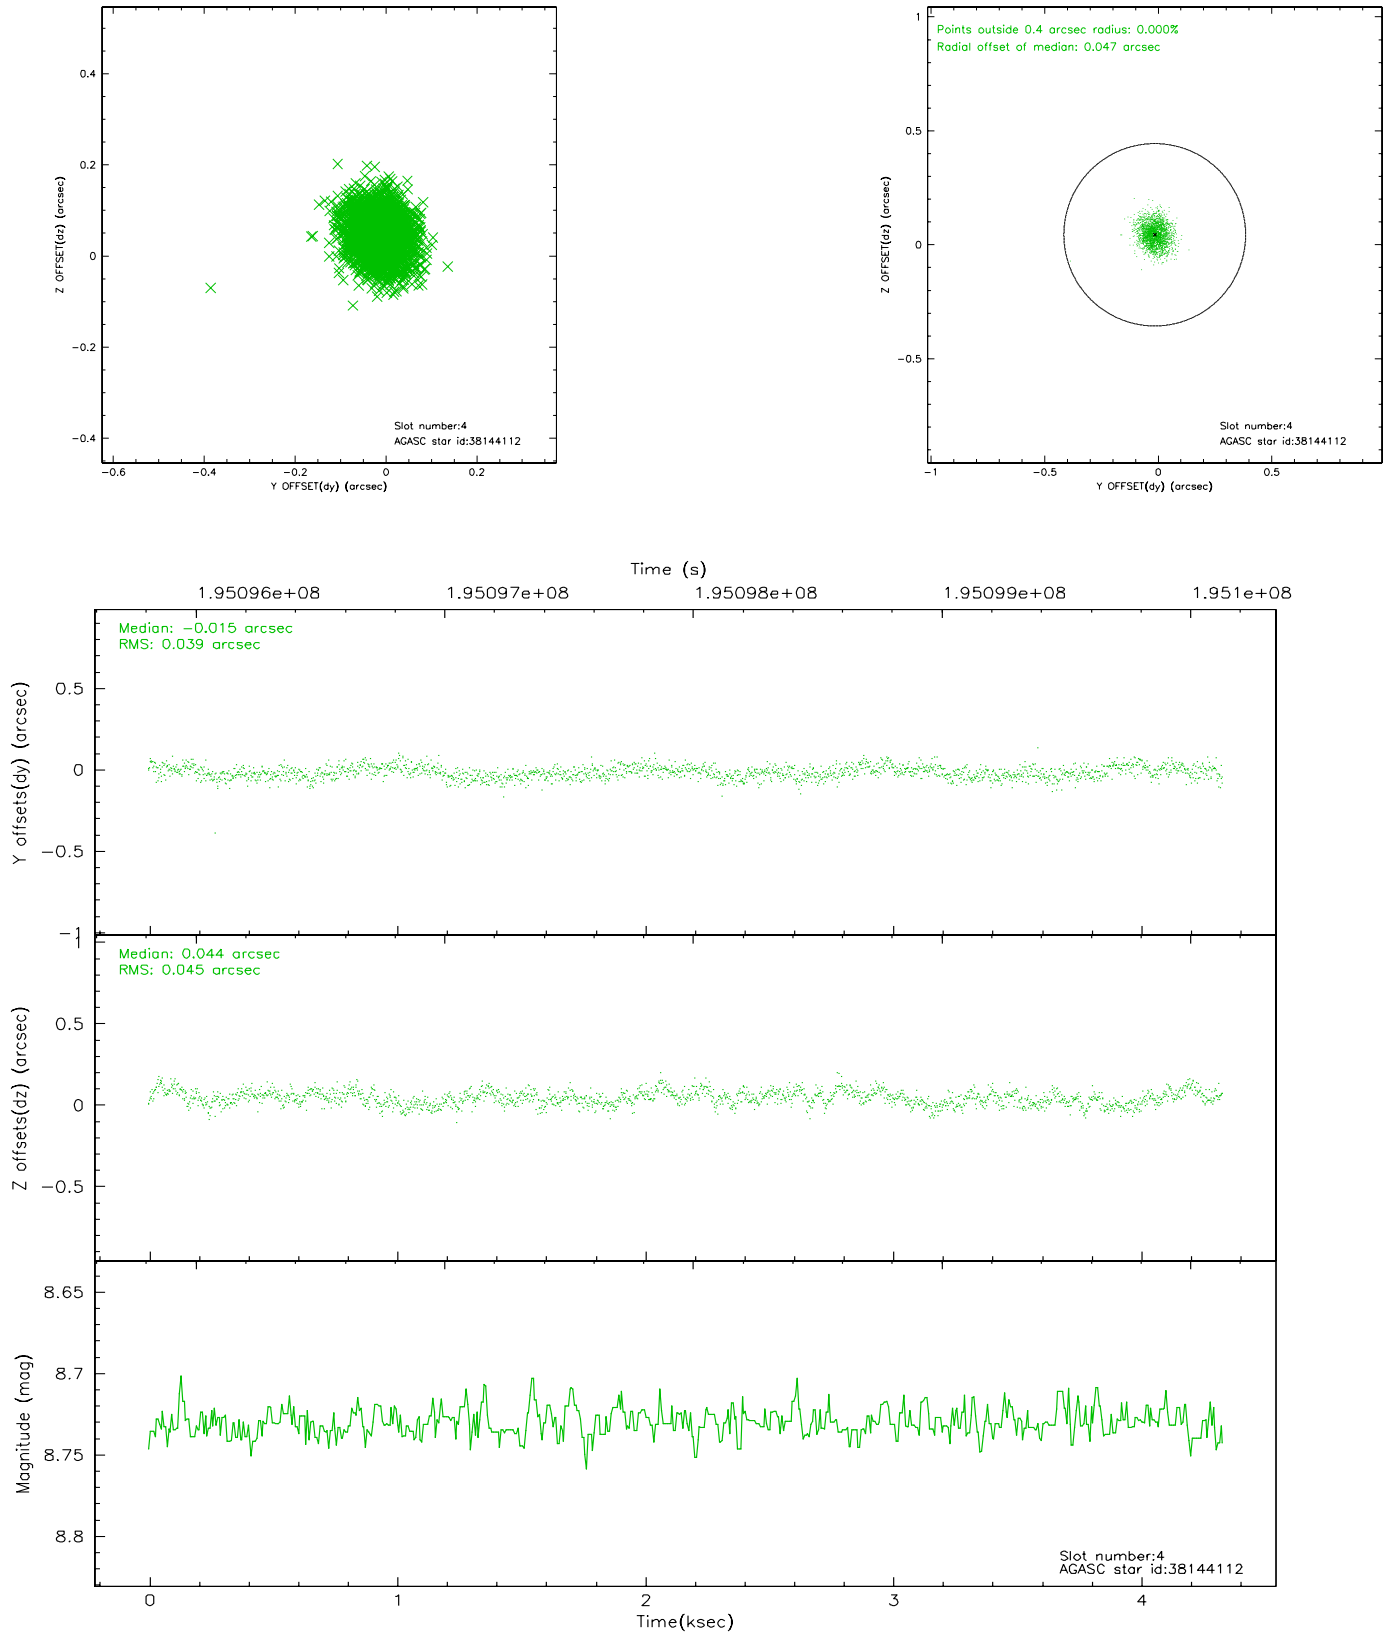 0.4
0.2
0
-0.2
-0.4
Z OFFSET(dz) (arcsec)
-0.6 -0.4 -0.2 0 0.2
Y OFFSET(dy) (arcsec)
Slot number:4
AGASC star id:38144112
Points outside 0.4 arcsec radius: 0.000%
Radial offset of median: 0.047 arcsec
1
0.5
0
-0.5
Z OFFSET(dz) (arcsec)
-1 -0.5 0 0.5
Y OFFSET(dy) (arcsec)
Slot number:4
AGASC star id:38144112
Time (s)
1.95096e+08 1.95097e+08 1.95098e+08 1.95099e+08 1.951e+08
Median: -0.015 arcsec
RMS: 0.039 arcsec
0.5
0
-0.5
-1
Y offsets(dy) (arcsec)
Median: 0.044 arcsec
RMS: 0.045 arcsec
1
0.5
0
-0.5
Z offsets(dz) (arcsec)
8.65
8.7
8.75
8.8
Magnitude (mag)
Slot number:4
AGASC star id:38144112
0 1 2 3 4
Time(ksec)